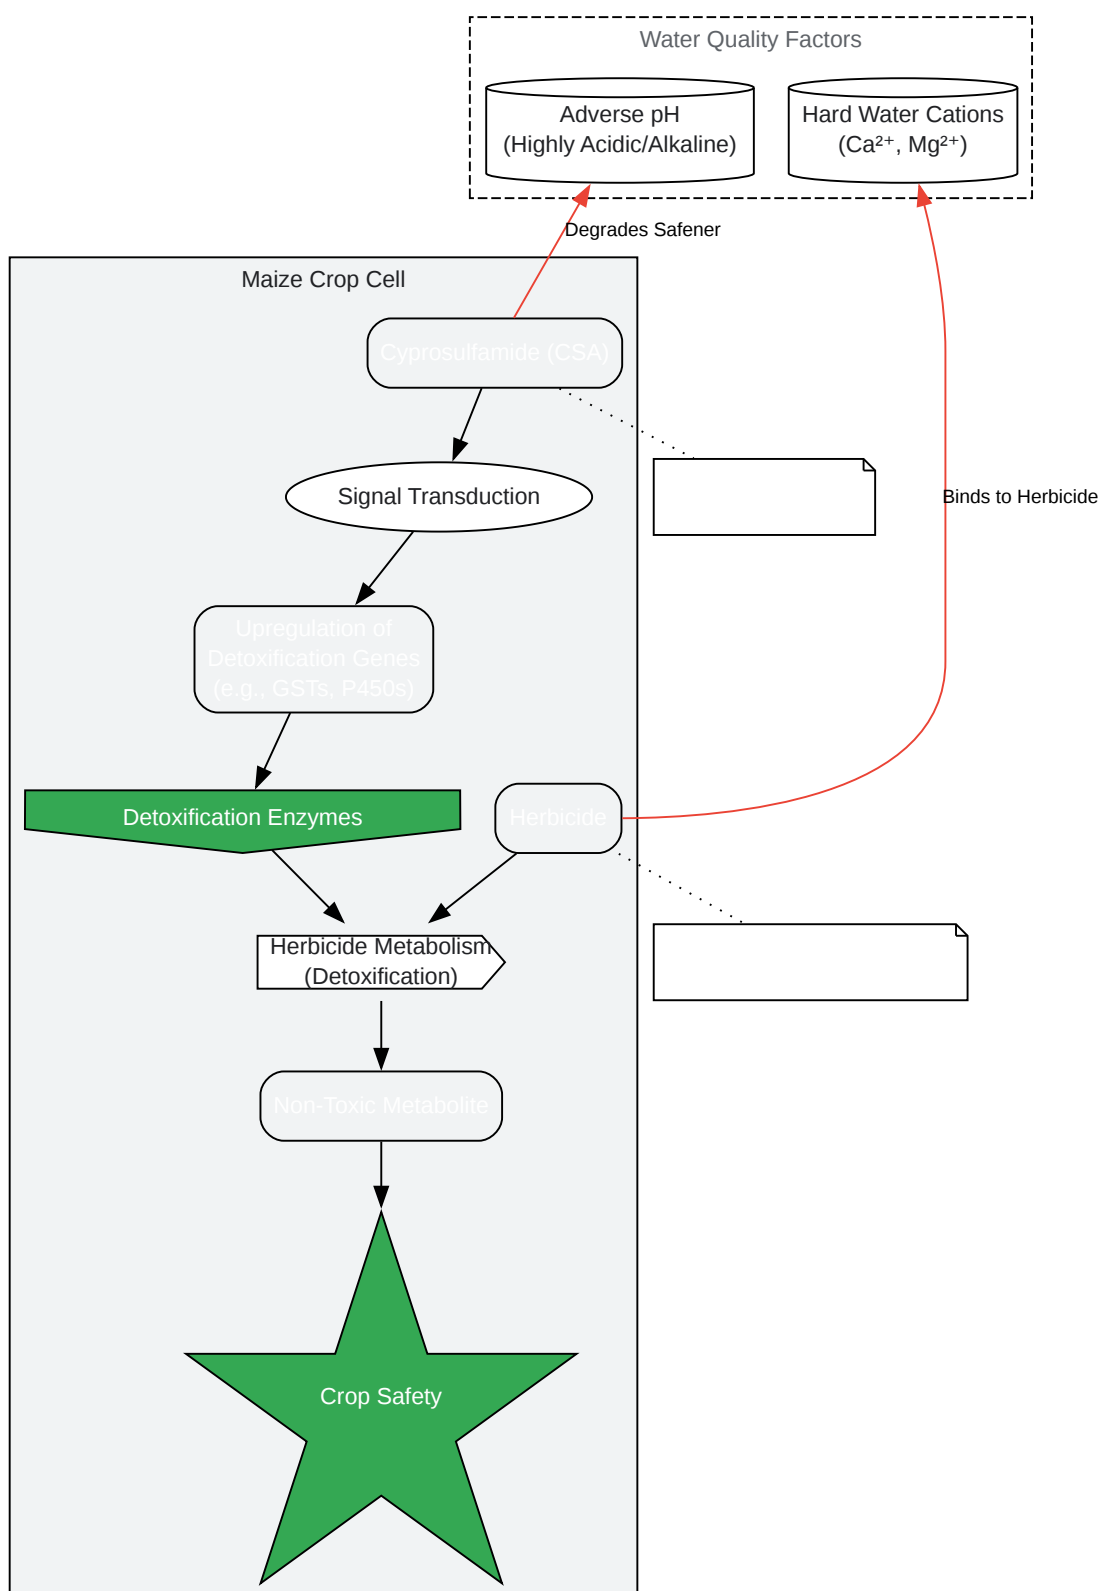 Water Quality Factors
Adverse pH
(Highly Acidic/Alkaline)
Hard Water Cations
(Ca²⁺, Mg²⁺)
Degrades Safener
Maize Crop Cell
Cyprosulfamide (CSA)
Signal Transduction
Binds to Herbicide
Upregulation of
Detoxification Genes
(e.g., GSTs, P450s)
Detoxification Enzymes
Herbicide
Herbicide Metabolism
(Detoxification)
Non-Toxic Metabolite
Crop Safety